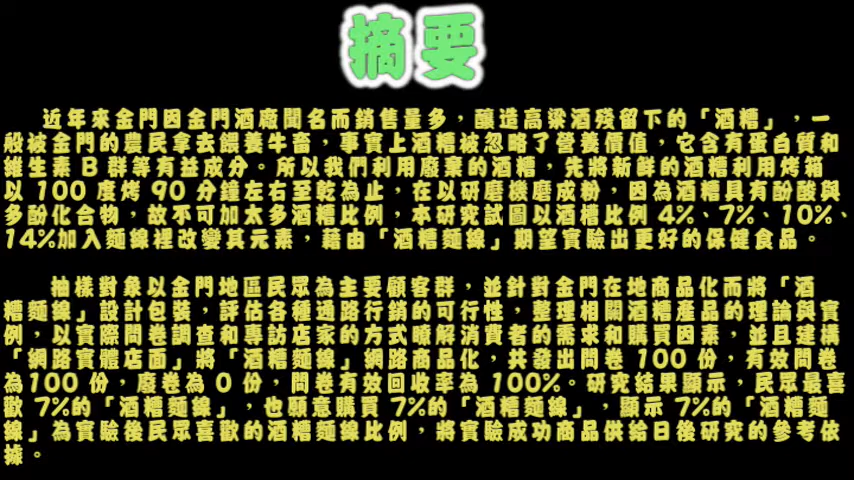 摘要
近年來金門因金門酒廠聞名而銷售量多，釀造高粱酒殘留下的「酒糟」，一
般被金門的農民拿去餵養牛畜，事實上酒糟被忽略了營養價值，它含有蛋白質和
維生素 B 群等有益成分。所以我們利用廢棄的酒糟，先將新鮮的酒糟利用烤箱
以 100 度烤 90 分鐘左右至乾為止，在以研磨機磨成粉，因為酒糟具有酚酸與
多酚化合物，故不可加太多酒糟比例，本研究試圖以酒糟比例 4%、7%、10%、
14%加入麵線裡改變其元素，藉由「酒糟麵線」期望實驗出更好的保健食品。
抽樣對象以金門地區民眾為主要顧客群，並針對金門在地商品化而將「酒
糟麵線」設計包裝，評估各種通路行銷的可行性，整理相關酒糟產品的理論與實
例，以實際問卷調查和專訪店家的方式瞭解消費者的需求和購買因素，並且建構
「網路實體店面」將「酒糟麵線」網路商品化，共發出問卷 100 份，有效問卷
為100 份，廢卷為 0 份，問卷有效回收率為 100%。研究結果顯示，民眾最喜
歡 7%的「酒糟麵線」，也願意購買 7%的「酒糟麵線」，顯示 7%的「酒糟麵
線」為實驗後民眾喜歡的酒糟麵線比例，將實驗成功商品供給日後研究的參考依
據。